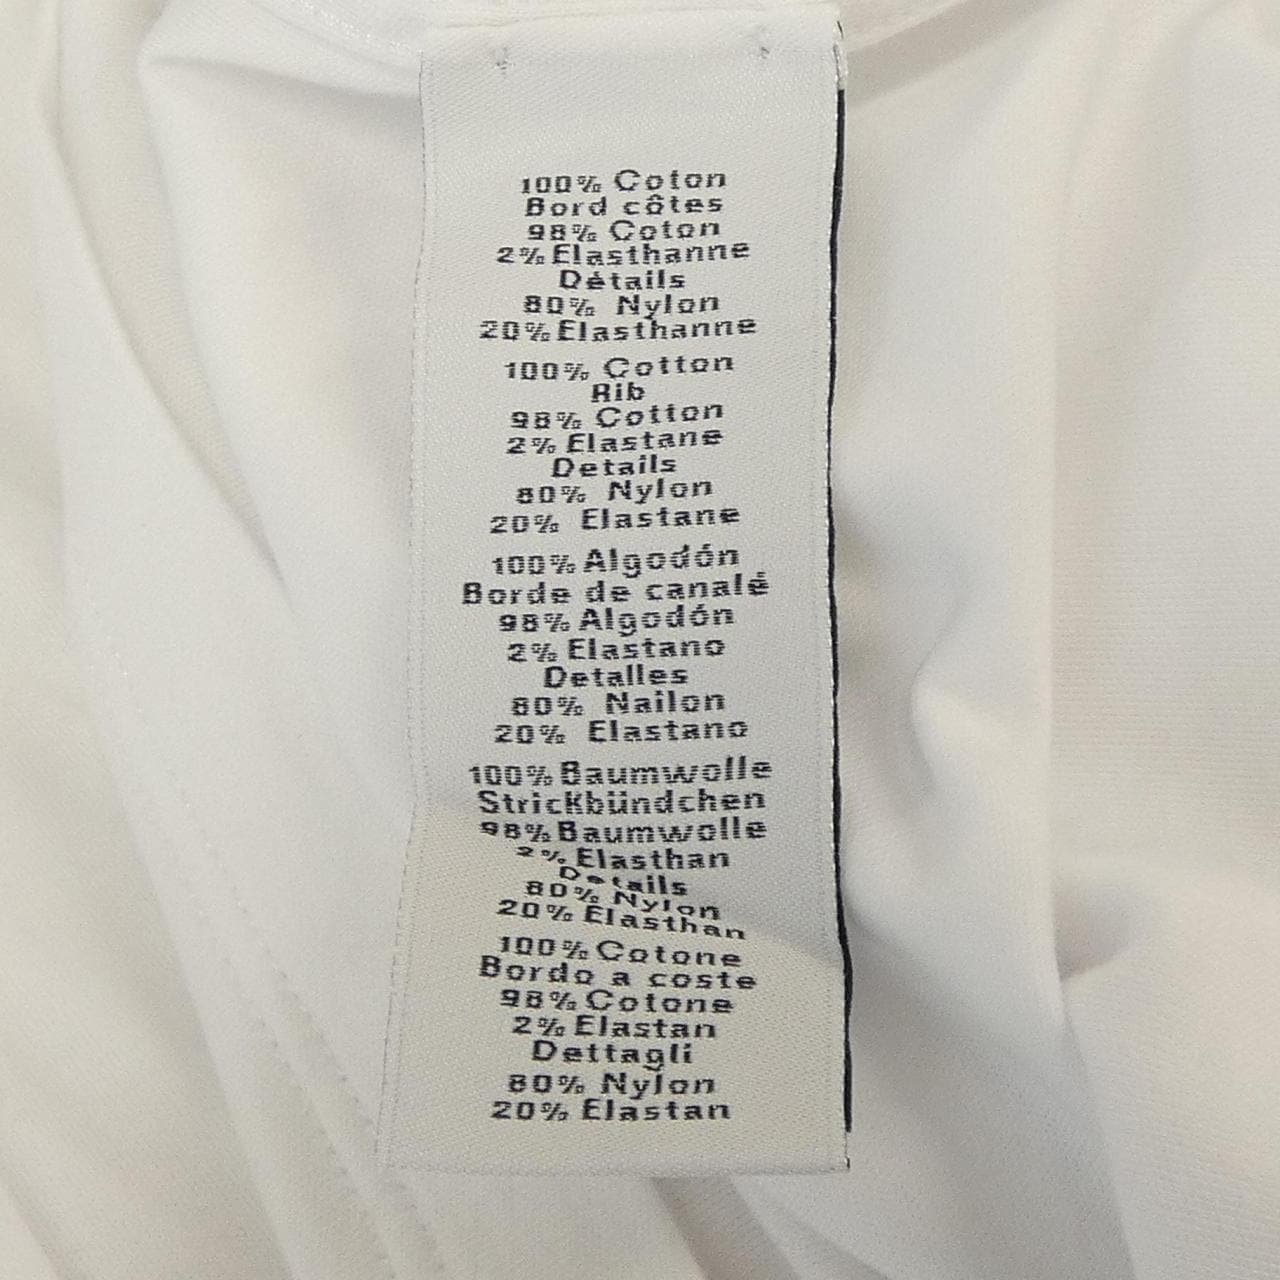 100% Coton
Bord côtes
98% Coton
2% Elasthanne
Détails
80% Nylon
20% Elasthanne
100% Cotton
Rib
98% Cotton
2% Elastane
Details
80% Nylon
20% Elastane
100% Algodón
Borde de canalé
98% Algodón
2% Elastano
Detalles
80% Nailon
20% Elastano
100% Baumwolle
Strickbündchen
98% Baumwolle
2% Elasthan
Details
80% Nylon
20% Elasthan
100% Cotone
Bordo a coste
98% Cotone
2% Elastan
Dettagli
80% Nylon
20% Elastan